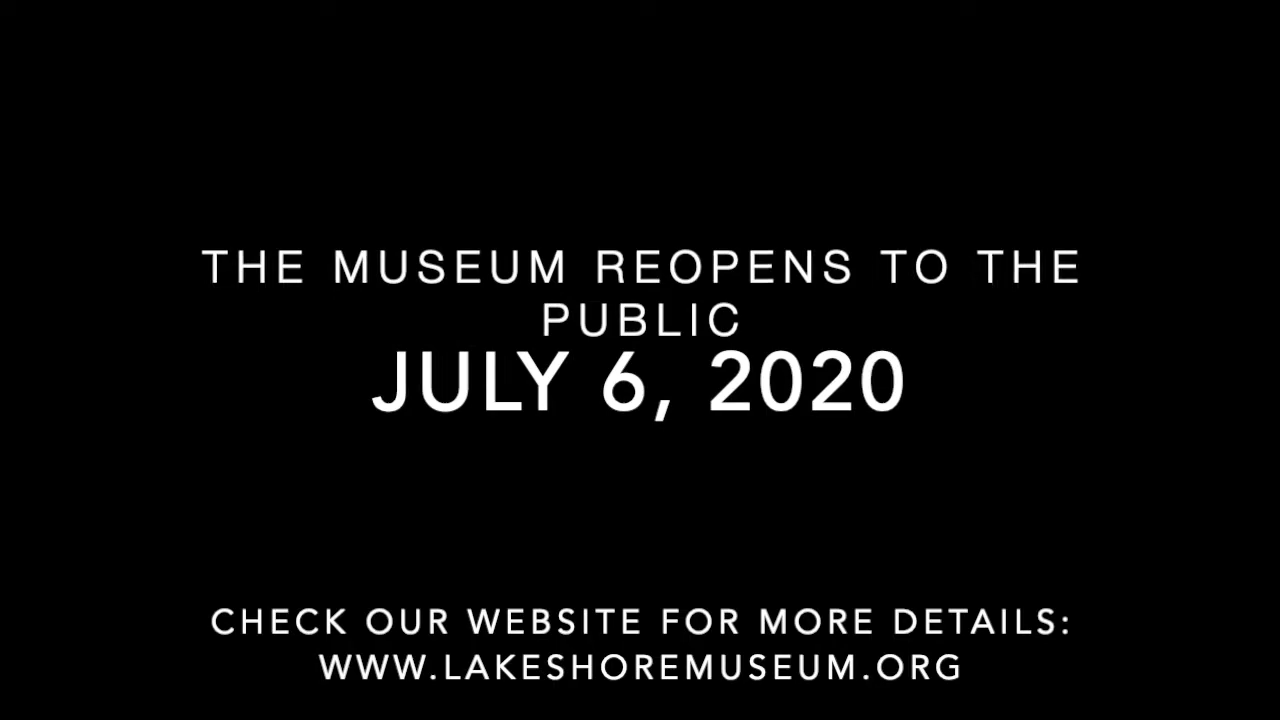 THE MUSEUM REOPENS TO THE
PUBLIC
JULY 6, 2020
CHECK OUR WEBSITE FOR MORE DETAILS:
WWW.LAKESHOREMUSEUM.ORG